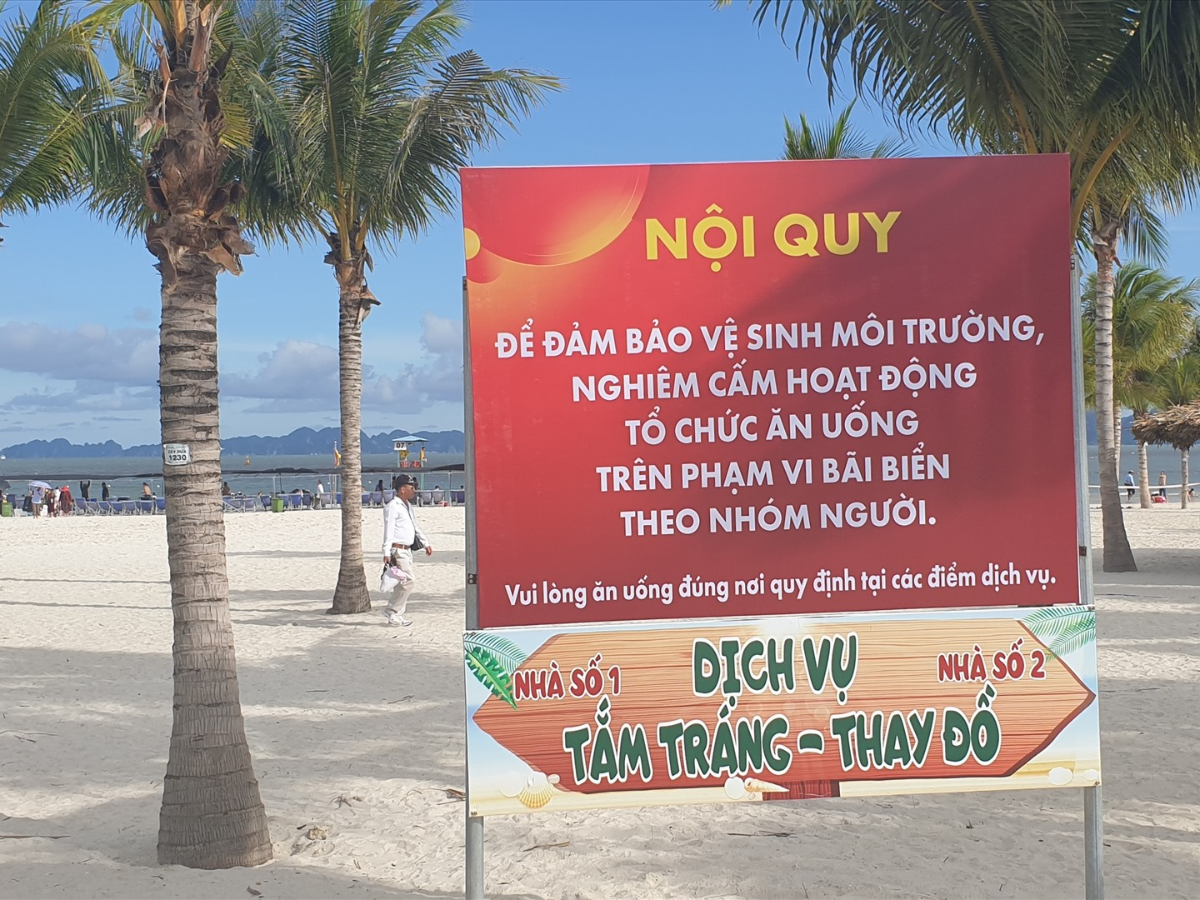 NỘI QUY
ĐỂ ĐẢM BẢO VỆ SINH MÔI TRƯỜNG,
NGHIÊM CẤM HOẠT ĐỘNG
TỔ CHỨC ĂN UỐNG
TRÊN PHẠM VI BÃI BIỂN
THEO NHÓM NGƯỜI.
Vui lòng ăn uống đúng nơi quy định tại các điểm dịch vụ.
NHÀ SỐ 1
DỊCH VỤ
NHÀ SỐ 2
TẮM TRÁNG - THAY ĐỒ
1230
07